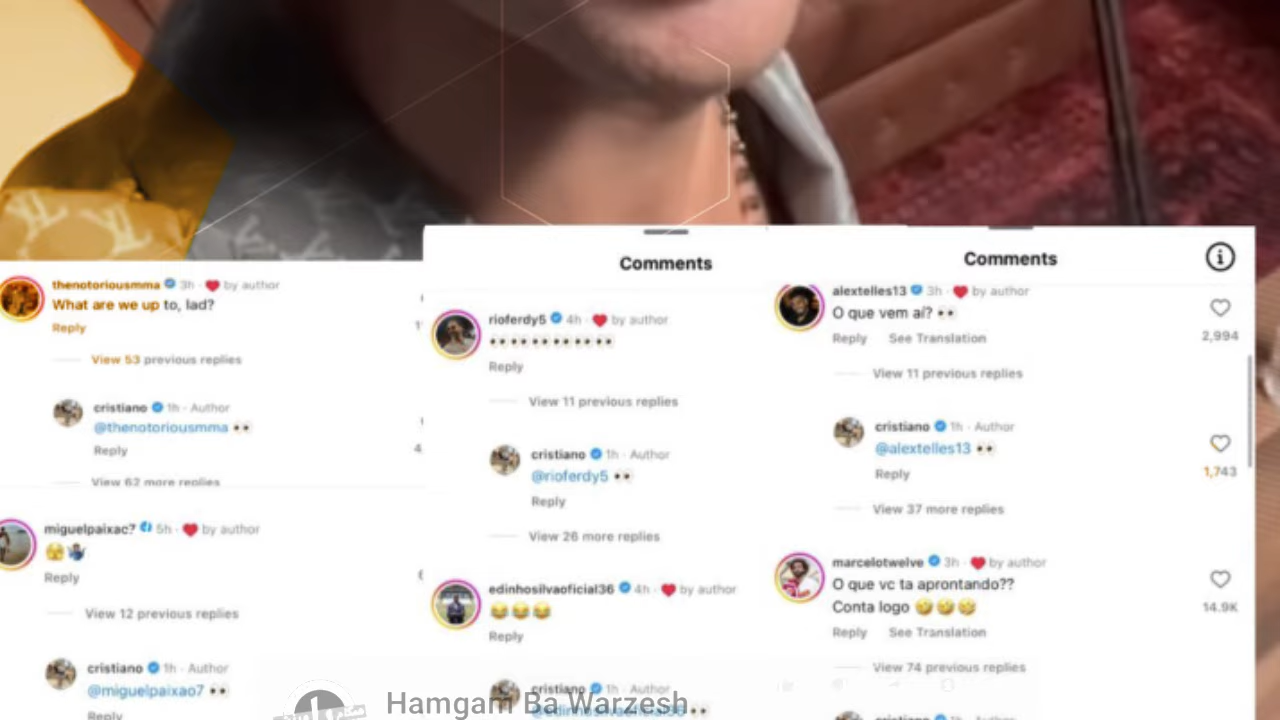 thenotoriousmma 3h · ❤️ by author
What are we up to, lad?
Reply
View 53 previous replies
cristiano 1h · Author
@thenotoriousmma 👀
Reply
View 62 more replies
miguelpaixac7 5h · ❤️ by author
🫣🤷🏽‍♂️
Reply
View 12 previous replies
cristiano 1h · Author
@miguelpaixao7 👀
Reply
Comments
rioferdy5 4h · ❤️ by author
👀👀👀👀👀👀
Reply
View 11 previous replies
cristiano 1h · Author
@rioferdy5 👀
Reply
View 26 more replies
edinhosilvaoficial36 4h · ❤️ by author
😂😂😂
Reply
cristiano 1h · Author
@edinhosilvaoficial36 👀
Comments
alextelles13 3h · ❤️ by author
O que vem aí? 👀
2,994
Reply See Translation
View 11 previous replies
cristiano 1h · Author
@alextelles13 👀
1,743
Reply
View 37 more replies
marcelotwelve 3h · ❤️ by author
O que vc ta aprontando??
Conta logo 🤣🤣🤣
14.9K
Reply See Translation
View 74 previous replies
cristiano 1h · Author
Hamgam Ba Warzesh..